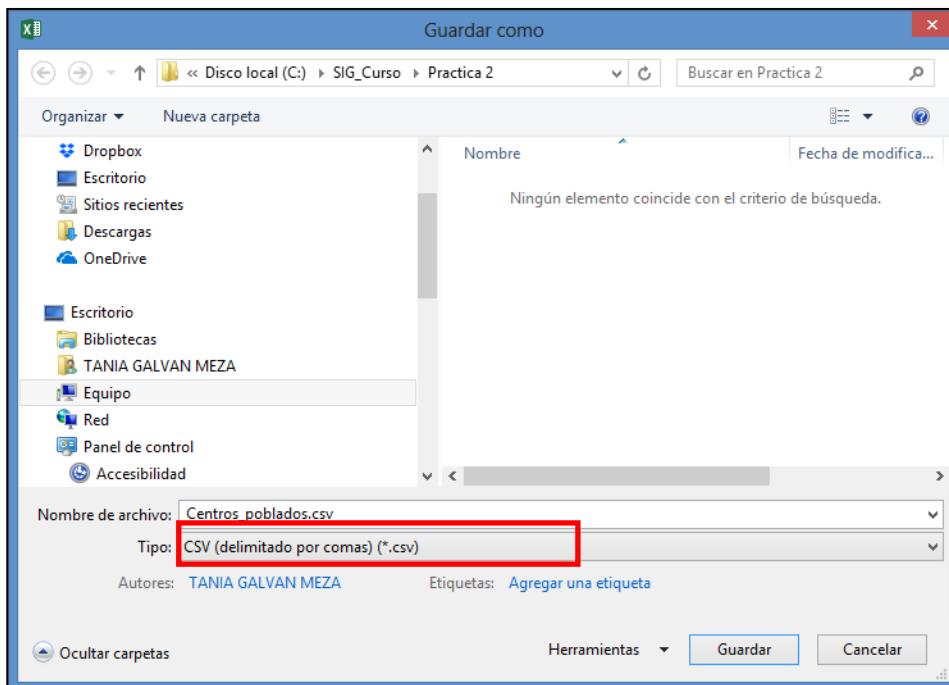 Guardar como
« Disco local (C:) ▸ SIG_Curso ▸ Practica 2
Buscar en Practica 2
Organizar
Nueva carpeta
Dropbox
Escritorio
Sitios recientes
Descargas
OneDrive
Escritorio
Bibliotecas
TANIA GALVAN MEZA
Equipo
Red
Panel de control
Accesibilidad
Nombre
Fecha de modifica...
Ningún elemento coincide con el criterio de búsqueda.
Nombre de archivo: Centros_poblados.csv
Tipo: CSV (delimitado por comas) (*.csv)
Autores: TANIA GALVAN MEZA
Etiquetas: Agregar una etiqueta
Ocultar carpetas
Herramientas
Guardar
Cancelar